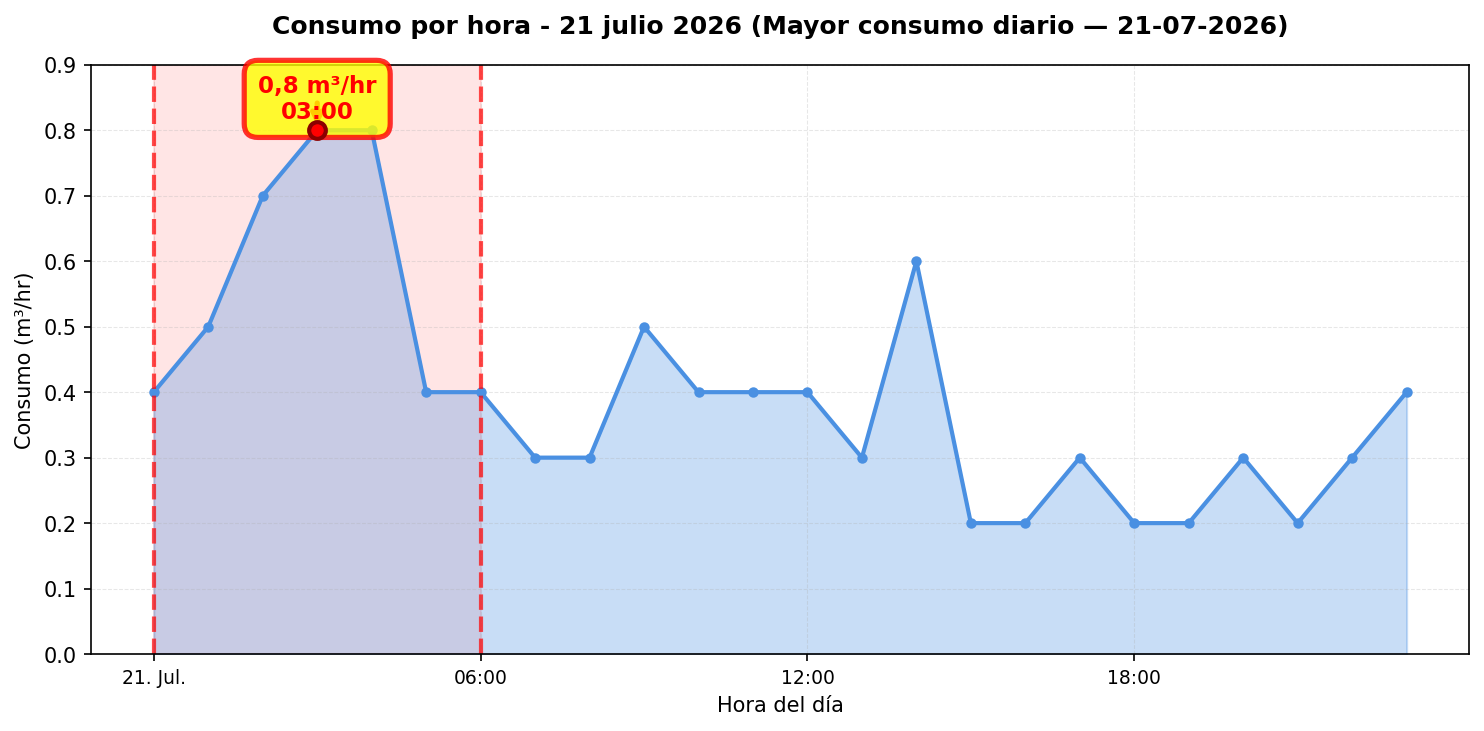 Consumo por hora - 21 julio 2026 (Mayor consumo diario — 21-07-2026)
0,8 m³/hr
03:00
Consumo (m³/hr)
0.9
0.8
0.7
0.6
0.5
0.4
0.3
0.2
0.1
0.0
21. Jul.
06:00
12:00
18:00
Hora del día